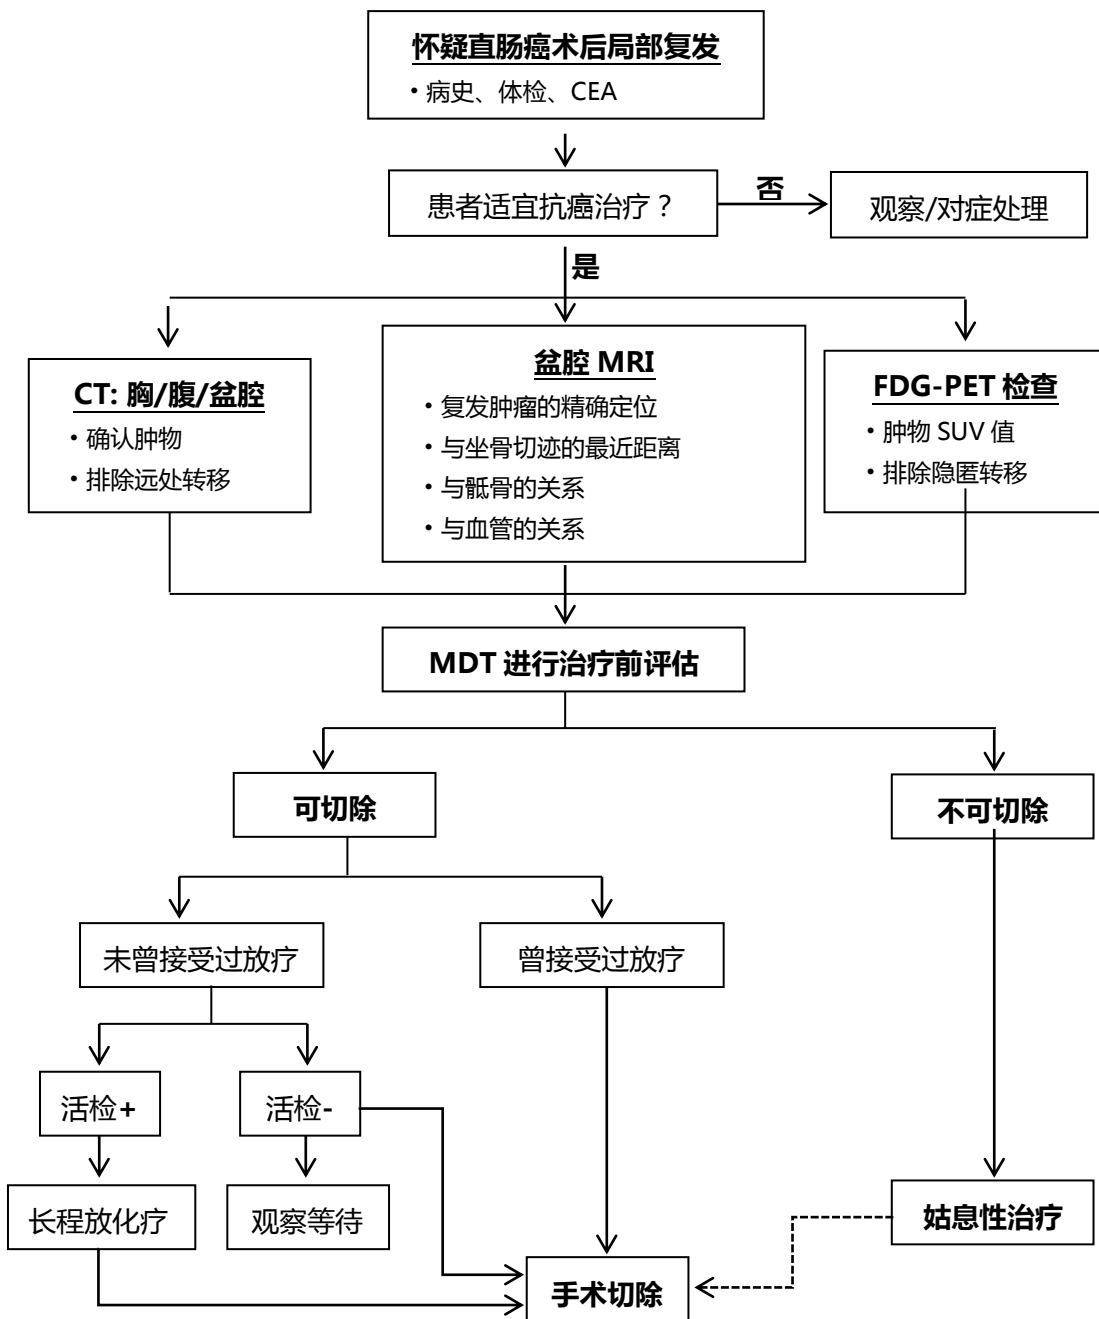 怀疑直肠癌术后局部复发
• 病史、体检、CEA
患者适宜抗癌治疗？
否
观察/对症处理
是
CT: 胸/腹/盆腔
• 确认肿物
• 排除远处转移
盆腔 MRI
• 复发肿瘤的精确定位
• 与坐骨切迹的最近距离
• 与骶骨的关系
• 与血管的关系
FDG-PET 检查
• 肿物 SUV 值
• 排除隐匿转移
MDT 进行治疗前评估
可切除
不可切除
未曾接受过放疗
曾接受过放疗
活检+
活检-
长程放化疗
观察等待
姑息性治疗
手术切除